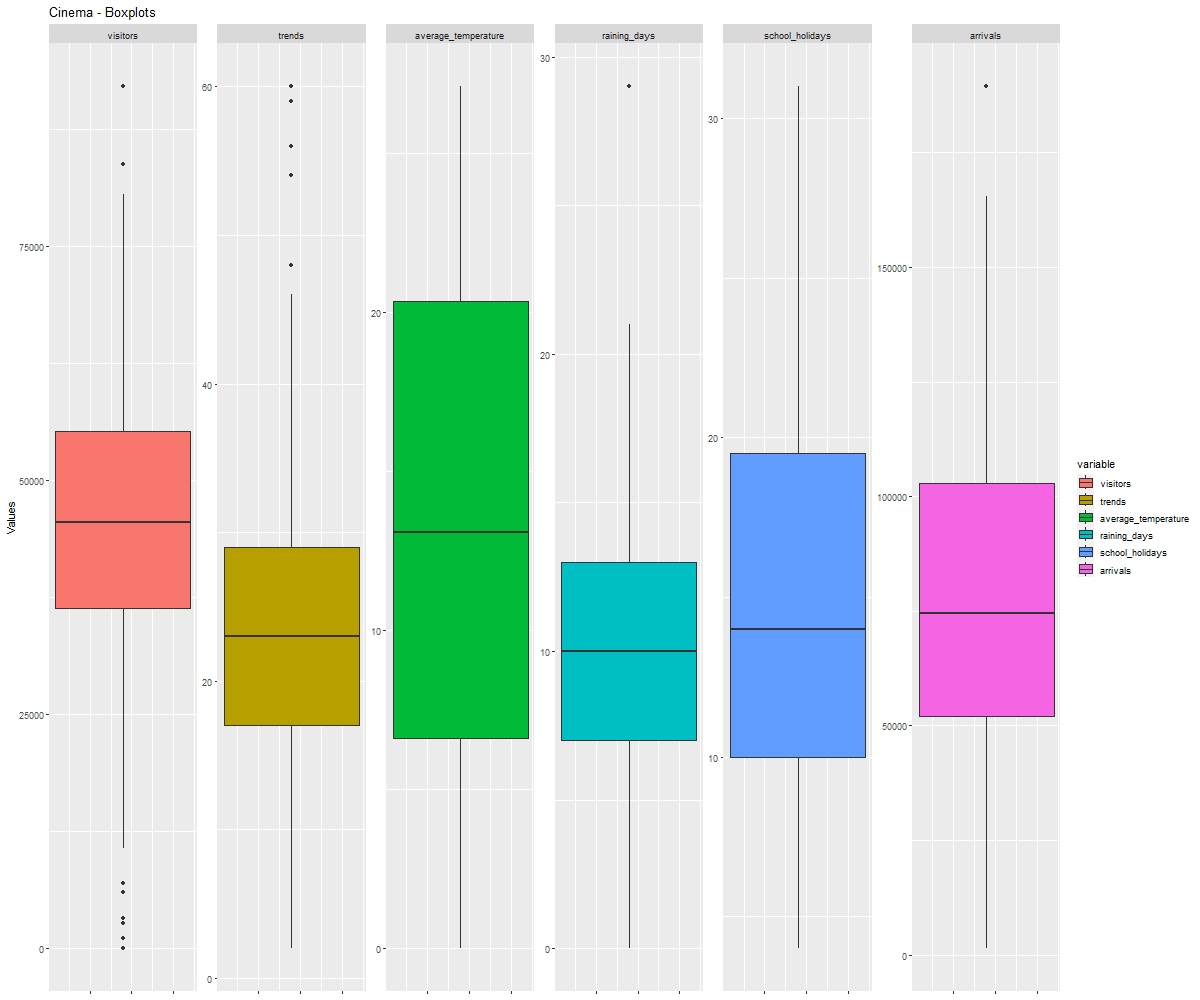 Cinema - Boxplots
visitors
trends
average_temperature
raining_days
school_holidays
arrivals
Values
75000
50000
25000
0
60
40
20
0
20
10
0
30
20
10
0
30
20
10
150000
100000
50000
0
variable
visitors
trends
average_temperature
raining_days
school_holidays
arrivals